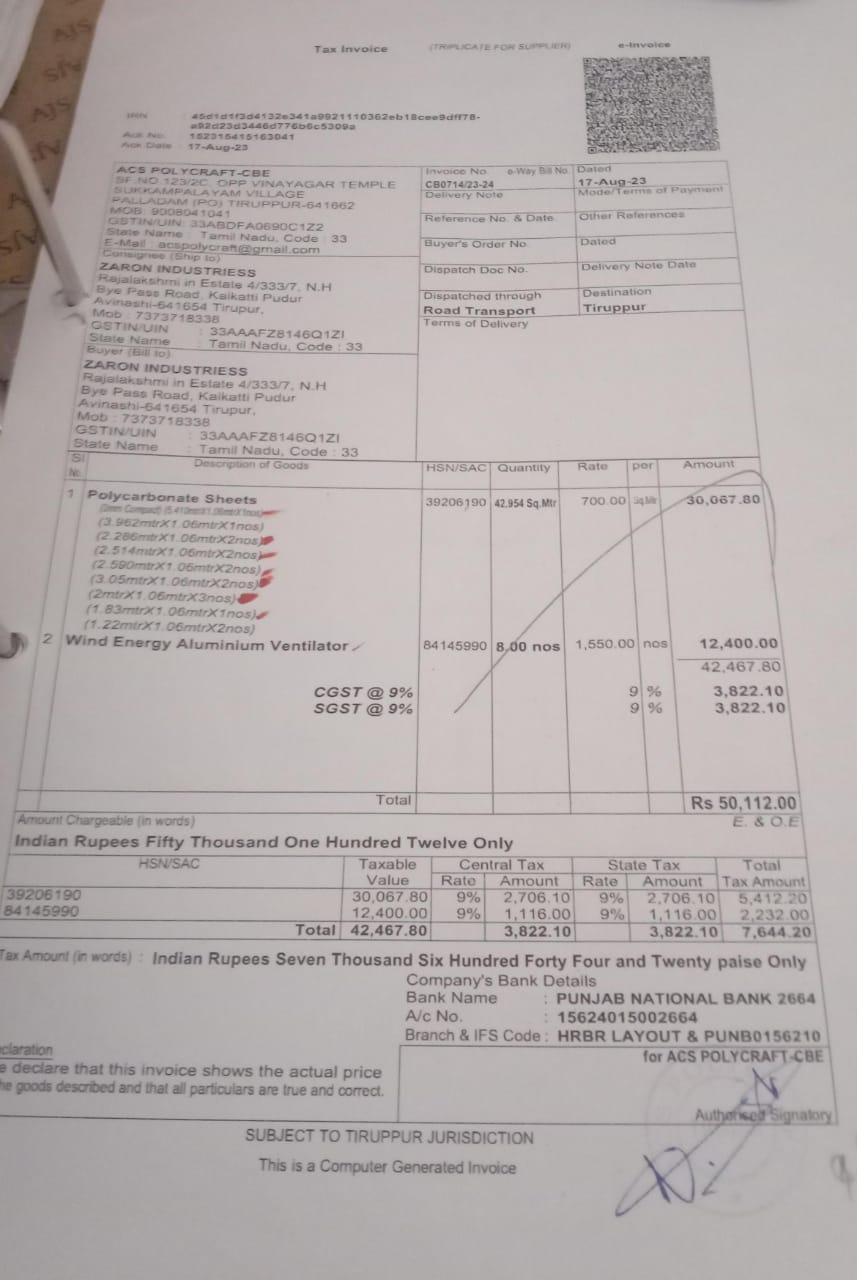 Tax Invoice
(TRIPLICATE FOR SUPPLIER)
e-Invoice
IRN : 45d1d1f3d4132e341a9921110362eb18cee9dff78-
a92d23d3446d776b6c5309a
Ack No. : 152315415163041
Ack Date : 17-Aug-23
ACS POLYCRAFT-CBE
SF.NO.123/2C, OPP VINAYAGAR TEMPLE
SUKKAMPALAYAM VILLAGE
PALLADAM (PO) TIRUPPUR-641662
MOB: 9008041041
GSTIN/UIN: 33ABDFA0690C1Z2
State Name : Tamil Nadu, Code : 33
E-Mail : acspolycraft@gmail.com
Invoice No. e-Way Bill No.
CB0714/23-24
Dated
17-Aug-23
Delivery Note
Mode/Terms of Payment
Reference No. & Date.
Other References
Buyer's Order No.
Dated
Dispatch Doc No.
Delivery Note Date
Dispatched through
Road Transport
Destination
Tiruppur
Terms of Delivery
Consignee (Ship to)
ZARON INDUSTRIESS
Rajalakshmi in Estate 4/333/7, N.H
Bye Pass Road, Kaikatti Pudur
Avinashi-641654 Tirupur,
Mob : 7373718338
GSTIN/UIN : 33AAAFZ8146Q1ZI
State Name : Tamil Nadu, Code : 33
Buyer (Bill to)
ZARON INDUSTRIESS
Rajalakshmi in Estate 4/333/7, N.H
Bye Pass Road, Kaikatti Pudur
Avinashi-641654 Tirupur,
Mob : 7373718338
GSTIN/UIN : 33AAAFZ8146Q1ZI
State Name : Tamil Nadu, Code : 33
Sl No. Description of Goods HSN/SAC Quantity Rate per Amount
1 Polycarbonate Sheets 39206190 42.954 Sq.Mtr 700.00 Sq.Mtr 30,067.80
(2mm Compact) (5.410mtrX1.06mtrX1nos)
(3.962mtrX1.06mtrX1nos)
(2.286mtrX1.06mtrX2nos)
(2.514mtrX1.06mtrX2nos)
(2.590mtrX1.06mtrX2nos)
(3.05mtrX1.06mtrX2nos)
(2mtrX1.06mtrX3nos)
(1.83mtrX1.06mtrX1nos)
(1.22mtrX1.06mtrX2nos)
2 Wind Energy Aluminium Ventilator 84145990 8.00 nos 1,550.00 nos 12,400.00
42,467.80
CGST @ 9% 9 % 3,822.10
SGST @ 9% 9 % 3,822.10
Total Rs 50,112.00
Amount Chargeable (in words) E. & O.E
Indian Rupees Fifty Thousand One Hundred Twelve Only
HSN/SAC Taxable Value Central Tax State Tax Total Tax Amount
Rate Amount Rate Amount
39206190 30,067.80 9% 2,706.10 9% 2,706.10 5,412.20
84145990 12,400.00 9% 1,116.00 9% 1,116.00 2,232.00
Total 42,467.80 3,822.10 3,822.10 7,644.20
Tax Amount (in words) : Indian Rupees Seven Thousand Six Hundred Forty Four and Twenty paise Only
Company's Bank Details
Bank Name : PUNJAB NATIONAL BANK 2664
A/c No. : 15624015002664
Branch & IFS Code : HRBR LAYOUT & PUNB0156210
claration
e declare that this invoice shows the actual price
he goods described and that all particulars are true and correct.
for ACS POLYCRAFT-CBE
Authorised Signatory
SUBJECT TO TIRUPPUR JURISDICTION
This is a Computer Generated Invoice